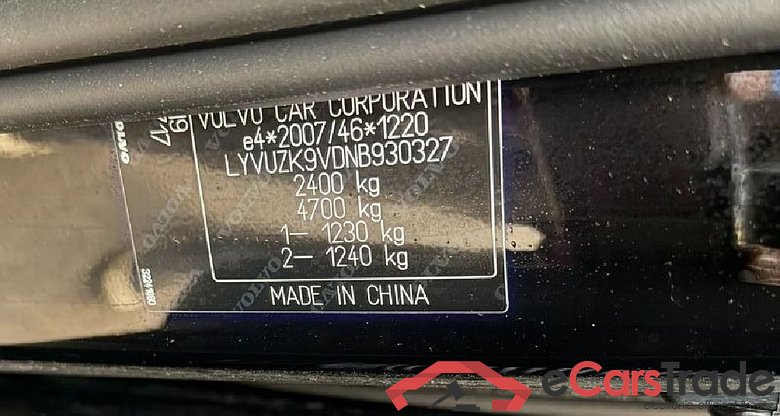 VOLVO CAR CORPORATION
e4*2007/46*1220
LYVUZK9VDNB930327
2400 kg
4700 kg
1- 1230 kg
2- 1240 kg
MADE IN CHINA
VOLVO
eCarsTrade